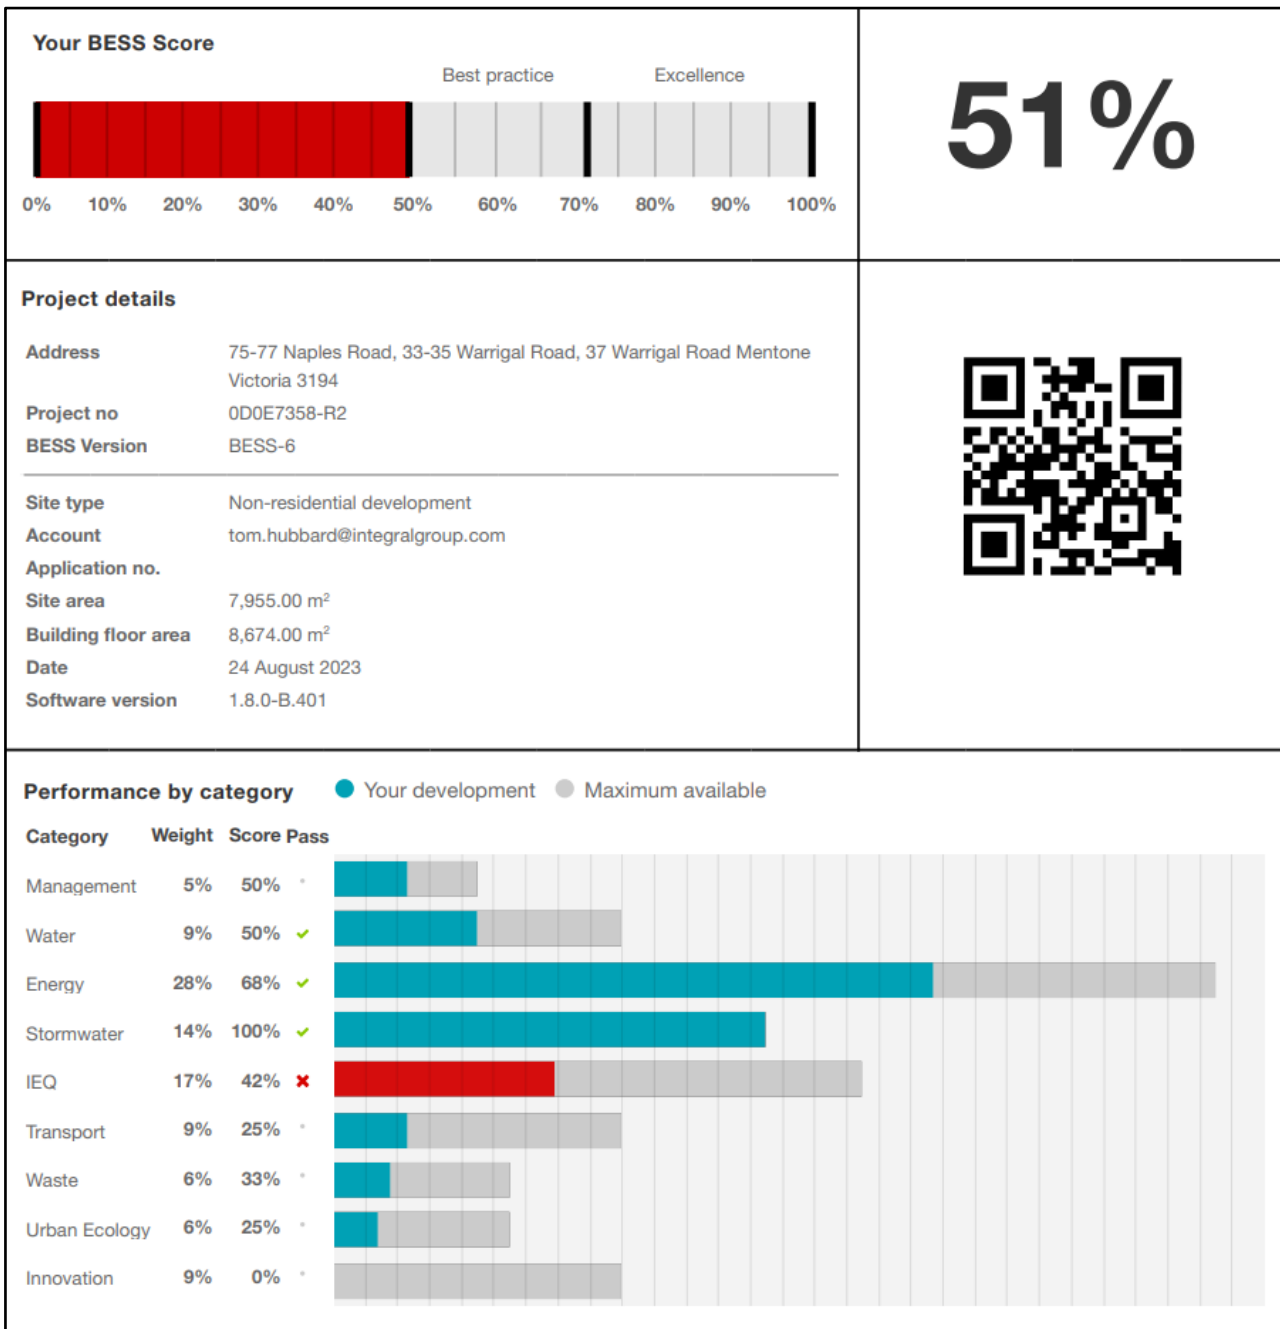 Your BESS Score
Best practice Excellence
0% 10% 20% 30% 40% 50% 60% 70% 80% 90% 100%
51%
Project details
Address 75-77 Naples Road, 33-35 Warrigal Road, 37 Warrigal Road Mentone
Victoria 3194
Project no 0D0E7358-R2
BESS Version BESS-6
Site type Non-residential development
Account tom.hubbard@integralgroup.com
Application no.
Site area 7,955.00 m²
Building floor area 8,674.00 m²
Date 24 August 2023
Software version 1.8.0-B.401
Performance by category Your development Maximum available
Category Weight Score Pass
Management 5% 50%
Water 9% 50% ✓
Energy 28% 68% ✓
Stormwater 14% 100% ✓
IEQ 17% 42% ✖
Transport 9% 25%
Waste 6% 33%
Urban Ecology 6% 25%
Innovation 9% 0%